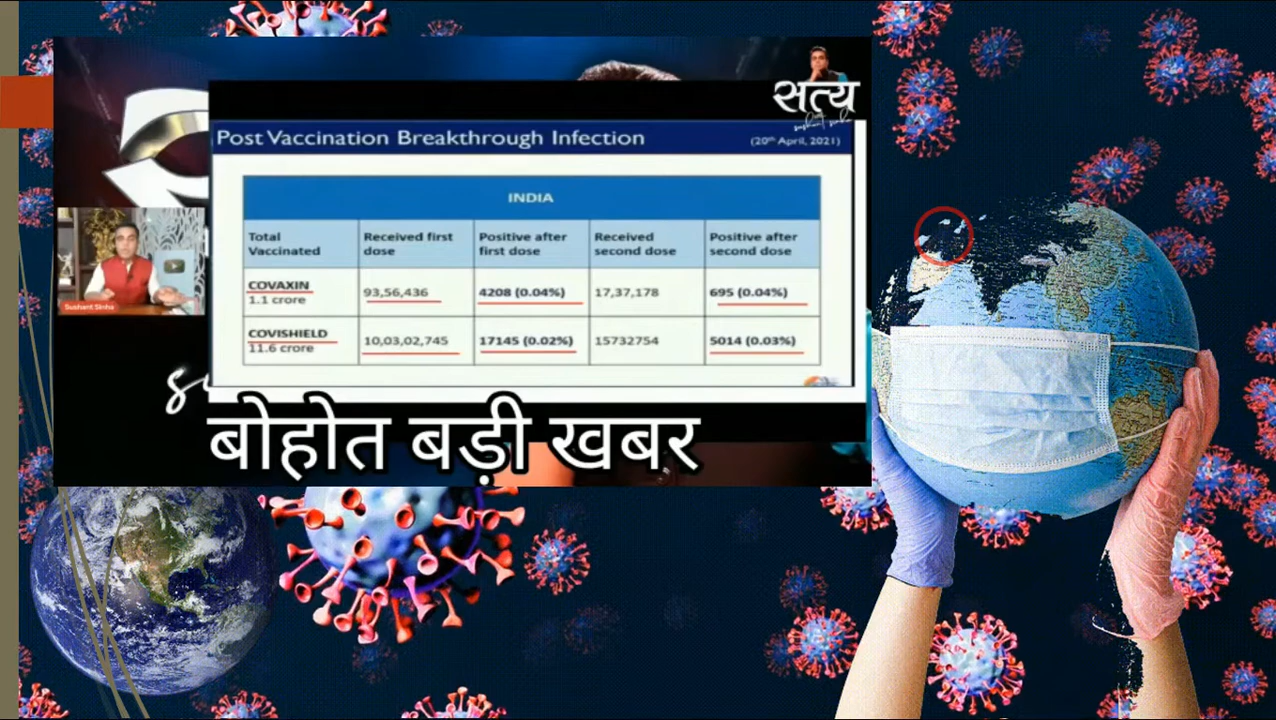 सत्य
Post Vaccination Breakthrough Infection (20th April, 2021)
INDIA
Total Vaccinated Received first dose Positive after first dose Received second dose Positive after second dose
COVAXIN 1.1 crore 93,56,436 4208 (0.04%) 17,37,178 695 (0.04%)
COVISHIELD 11.6 crore 10,03,02,745 17145 (0.02%) 15732754 5014 (0.03%)
Sushant Sinha
बोहोत बड़ी खबर